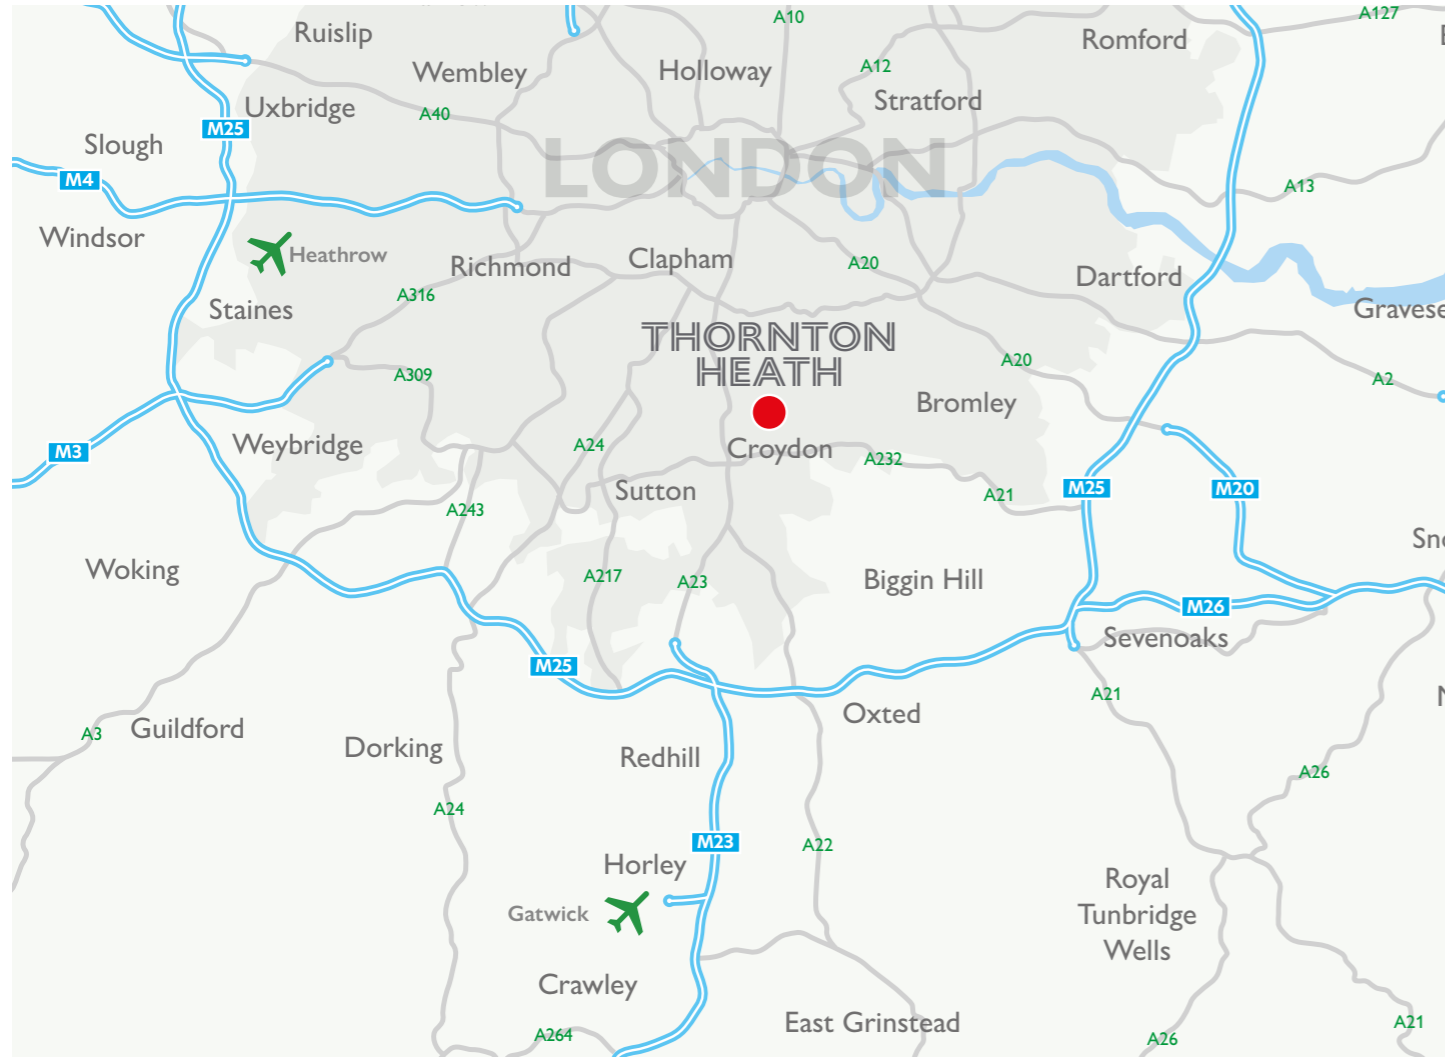 A10
A127
Ruislip
Romford
Wembley
Holloway
A12
Stratford
Uxbridge
A40
M25
Slough
LONDON
M4
A13
Windsor
Heathrow
Richmond
Clapham
A20
Dartford
A316
Staines
Gravese
THORNTON
HEATH
A20
A309
A2
Bromley
M3
Weybridge
A24
Croydon
A232
Sutton
A21
M25
M20
A243
Woking
A217
A23
Biggin Hill
M26
Sevenoaks
M25
A21
A3
Guildford
Oxted
Dorking
Redhill
A26
A24
M23
A22
Horley
Royal
Tunbridge
Wells
Gatwick
Crawley
East Grinstead
A264
A26
A21